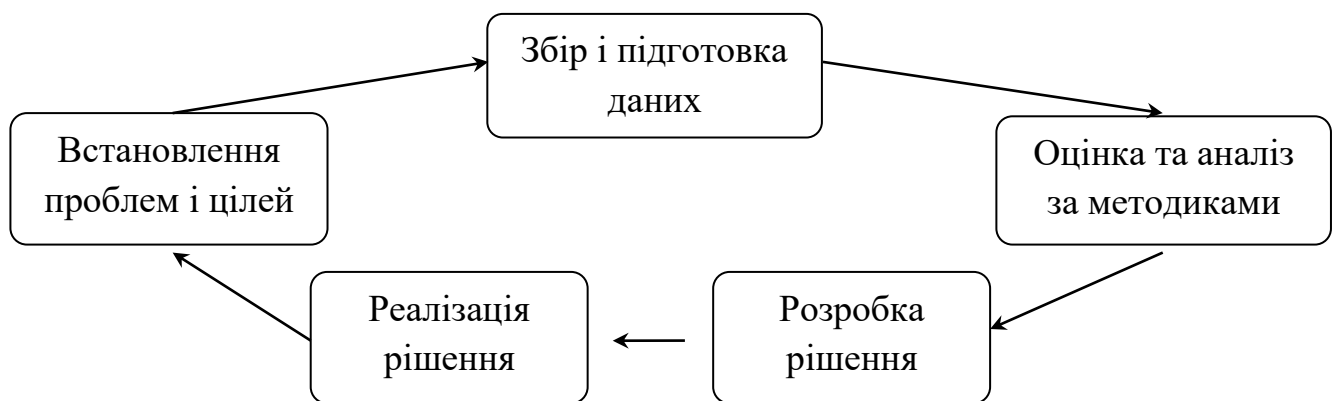 Збір і підготовка
даних
Встановлення
проблем і цілей
Оцінка та аналіз
за методиками
Реалізація
рішення
Розробка
рішення